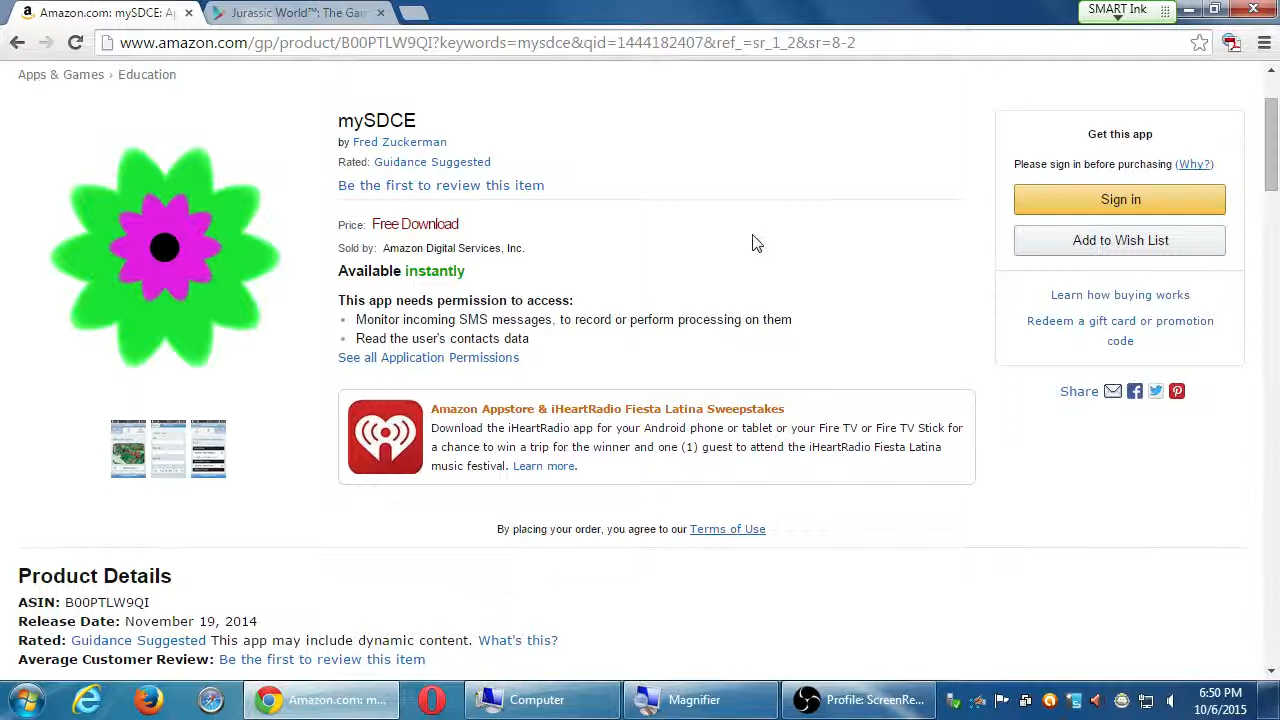 Amazon.com: mySDCE: Ap
Jurassic World™: The Gam
SMART Ink
www.amazon.com/gp/product/B00PTLW9QI?keywords=mysdce&qid=1444182407&ref_=sr_1_2&sr=8-2
Apps & Games › Education
mySDCE
by Fred Zuckerman
Rated: Guidance Suggested
Be the first to review this item
Price: Free Download
Sold by: Amazon Digital Services, Inc.
Available instantly
This app needs permission to access:
Monitor incoming SMS messages, to record or perform processing on them
Read the user's contacts data
See all Application Permissions
Get this app
Please sign in before purchasing (Why?)
Sign in
Add to Wish List
Learn how buying works
Redeem a gift card or promotion
code
Share
Amazon Appstore & iHeartRadio Fiesta Latina Sweepstakes
Download the iHeartRadio app for your android phone or tablet or your Fire TV or Fire TV Stick for
a chance to win a trip for the winner and one (1) guest to attend the iHeartRadio Fiesta Latina
music festival. Learn more.
By placing your order, you agree to our Terms of Use
Product Details
ASIN: B00PTLW9QI
Release Date: November 19, 2014
Rated: Guidance Suggested This app may include dynamic content. What's this?
Average Customer Review: Be the first to review this item
Amazon.com: m...
Computer
Magnifier
Profile: ScreenRe...
6:50 PM
10/6/2015